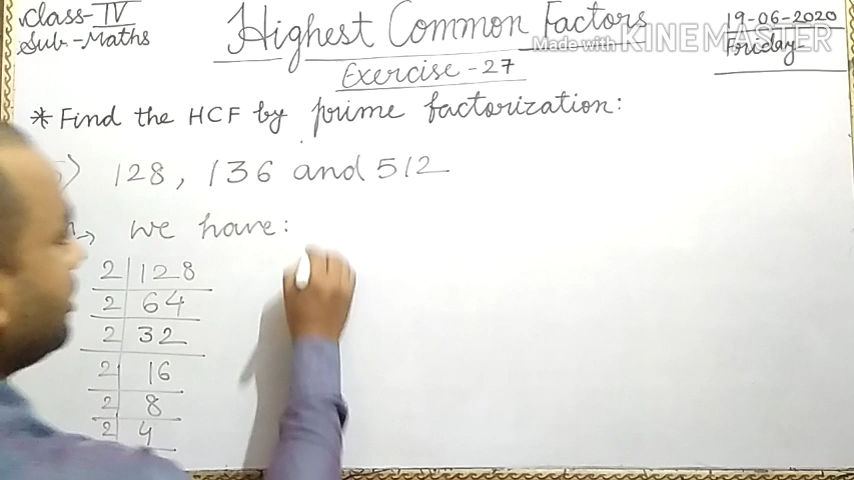 Class-IV
Sub-Maths
Highest Common Factors
Exercise-27
19-06-2020
Friday
Made with KINEMASTER
* Find the HCF by prime factorization:
128, 136 and 512
We have:
2 128
2 64
2 32
2 16
2 8
2 4